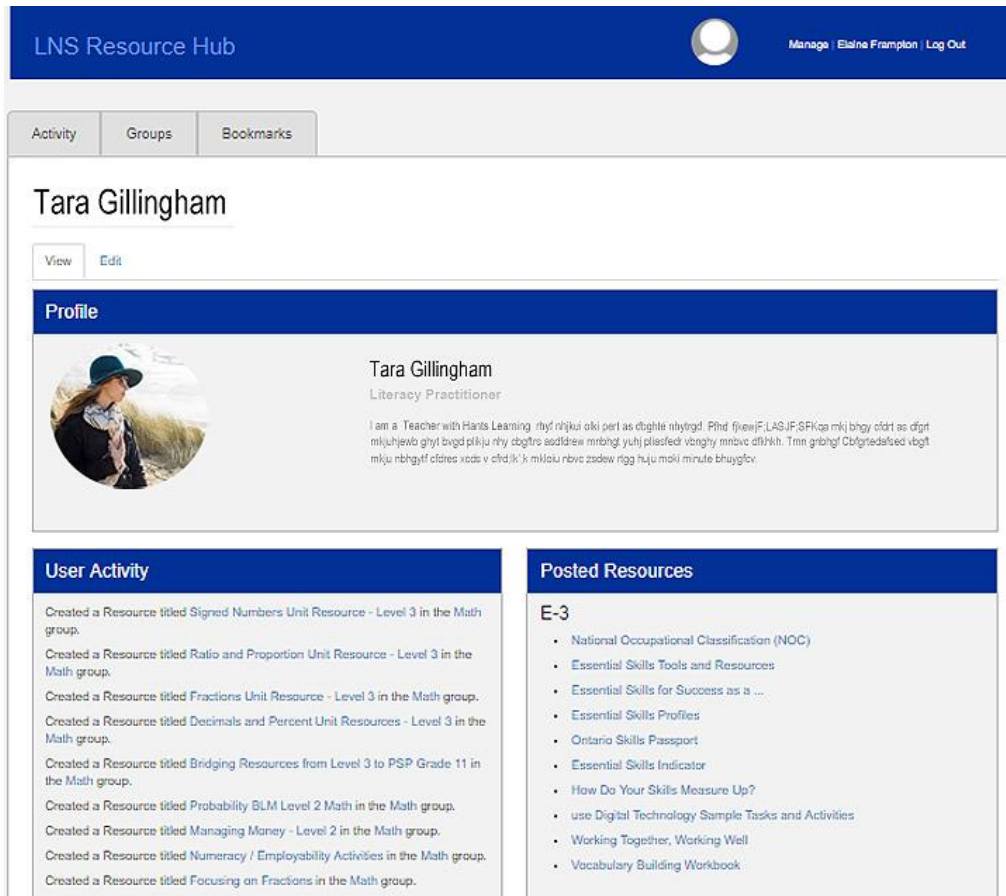 LNS Resource Hub
Manage | Elaine Frampton | Log Out
Activity
Groups
Bookmarks
Tara Gillingham
View
Edit
Profile
Tara Gillingham
Literacy Practitioner
I am a Teacher with Hants Learning
User Activity
Created a Resource titled Signed Numbers Unit Resource - Level 3 in the Math
group.
Created a Resource titled Ratio and Proportion Unit Resource - Level 3 in the
Math group.
Created a Resource titled Fractions Unit Resource - Level 3 in the Math group.
Created a Resource titled Decimals and Percent Unit Resources - Level 3 in the
Math group.
Created a Resource titled Bridging Resources from Level 3 to PSP Grade 11 in
the Math group.
Created a Resource titled Probability BLM Level 2 Math in the Math group.
Created a Resource titled Managing Money - Level 2 in the Math group.
Created a Resource titled Numeracy / Employability Activities in the Math group.
Created a Resource titled Focusing on Fractions in the Math group.
Posted Resources
E-3
National Occupational Classification (NOC)
Essential Skills Tools and Resources
Essential Skills for Success as a ...
Essential Skills Profiles
Ontario Skills Passport
Essential Skills Indicator
How Do Your Skills Measure Up?
use Digital Technology Sample Tasks and Activities
Working Together, Working Well
Vocabulary Building Workbook